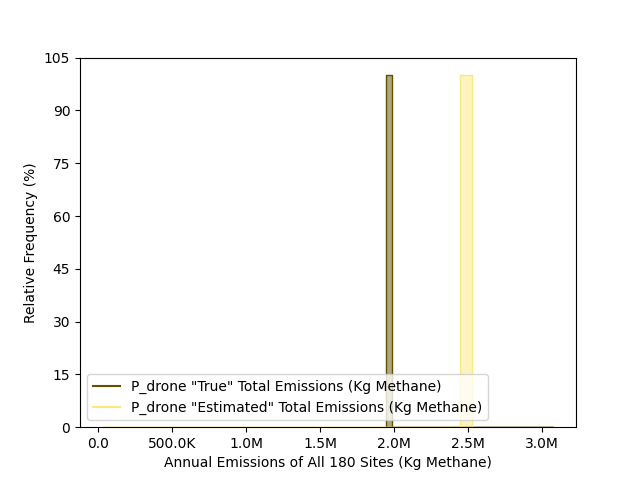 105
90
75
60
45
30
15
0
Relative Frequency (%)
P_drone "True" Total Emissions (Kg Methane)
P_drone "Estimated" Total Emissions (Kg Methane)
0.0 500.0K 1.0M 1.5M 2.0M 2.5M 3.0M
Annual Emissions of All 180 Sites (Kg Methane)